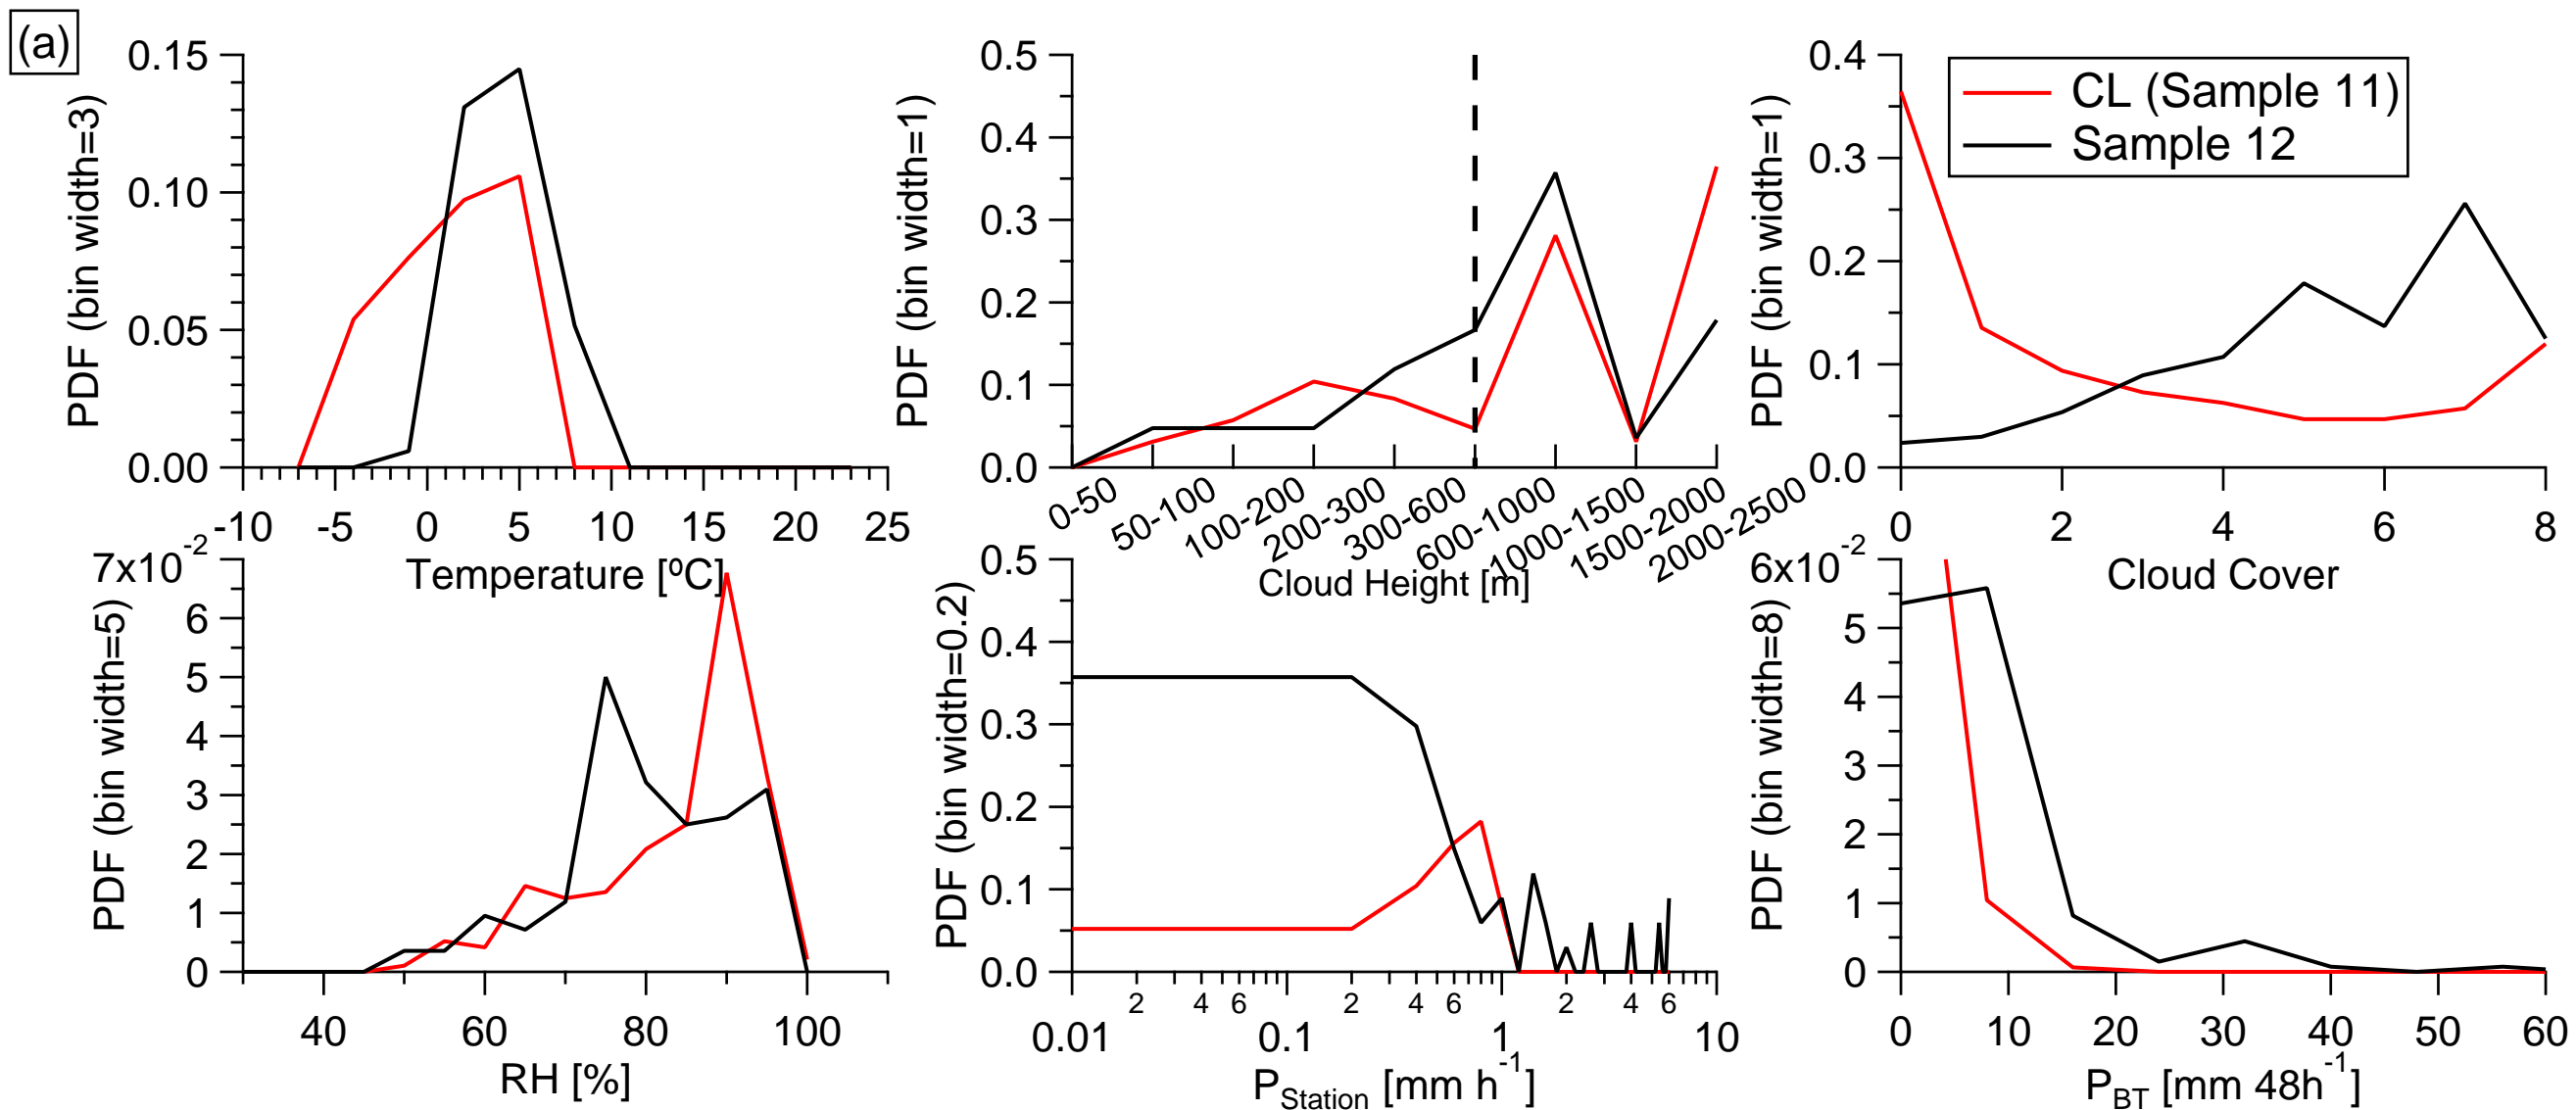 (a)
PDF (bin width=3)
0.15
0.10
0.05
0.00
-10 -5 0 5 10 15 20 25
Temperature [ºC]
PDF (bin width=1)
0.5
0.4
0.3
0.2
0.1
0.0
0-50 50-100 100-200 200-300 300-600 600-1000 1000-1500 1500-2000 2000-2500
Cloud Height [m]
PDF (bin width=1)
0.4
0.3
0.2
0.1
0.0
CL (Sample 11)
Sample 12
0 2 4 6 8
Cloud Cover
PDF (bin width=5)
7x10-2
6
5
4
3
2
1
0
40 60 80 100
RH [%]
PDF (bin width=0.2)
0.5
0.4
0.3
0.2
0.1
0.0
2 4 6 2 4 6 2 4 6
0.01 0.1 1 10
PStation [mm h-1]
PDF (bin width=8)
6x10-2
5
4
3
2
1
0
0 10 20 30 40 50 60
PBT [mm 48h-1]